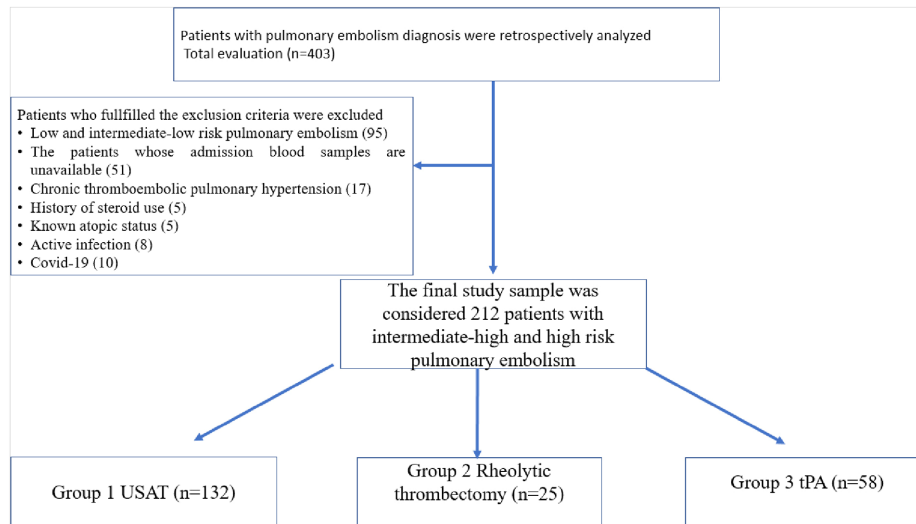 Patients with pulmonary embolism diagnosis were retrospectively analyzed
Total evaluation (n=403)
Patients who fullfilled the exclusion criteria were excluded
• Low and intermediate-low risk pulmonary embolism (95)
• The patients whose admission blood samples are
unavailable (51)
• Chronic thromboembolic pulmonary hypertension (17)
• History of steroid use (5)
• Known atopic status (5)
• Active infection (8)
• Covid-19 (10)
The final study sample was
considered 212 patients with
intermediate-high and high risk
pulmonary embolism
Group 1 USAT (n=132)
Group 2 Rheolytic
thrombectomy (n=25)
Group 3 tPA (n=58)